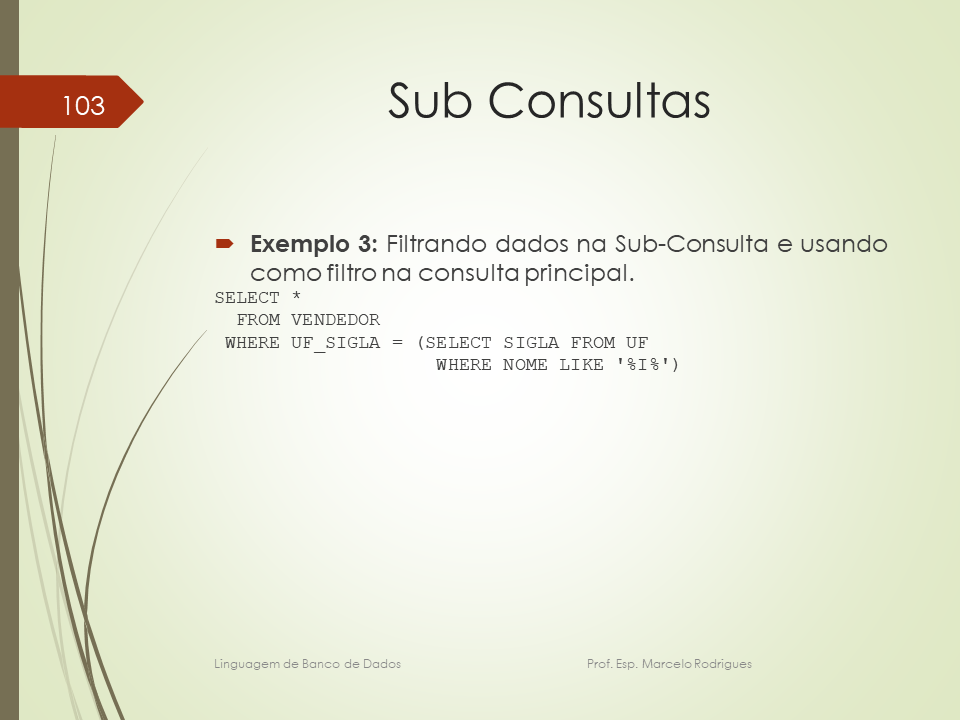 103
Sub Consultas
Exemplo 3: Filtrando dados na Sub-Consulta e usando
como filtro na consulta principal.
SELECT *
FROM VENDEDOR
WHERE UF_SIGLA = (SELECT SIGLA FROM UF
WHERE NOME LIKE '%I%')
Linguagem de Banco de Dados Prof. Esp. Marcelo Rodrigues